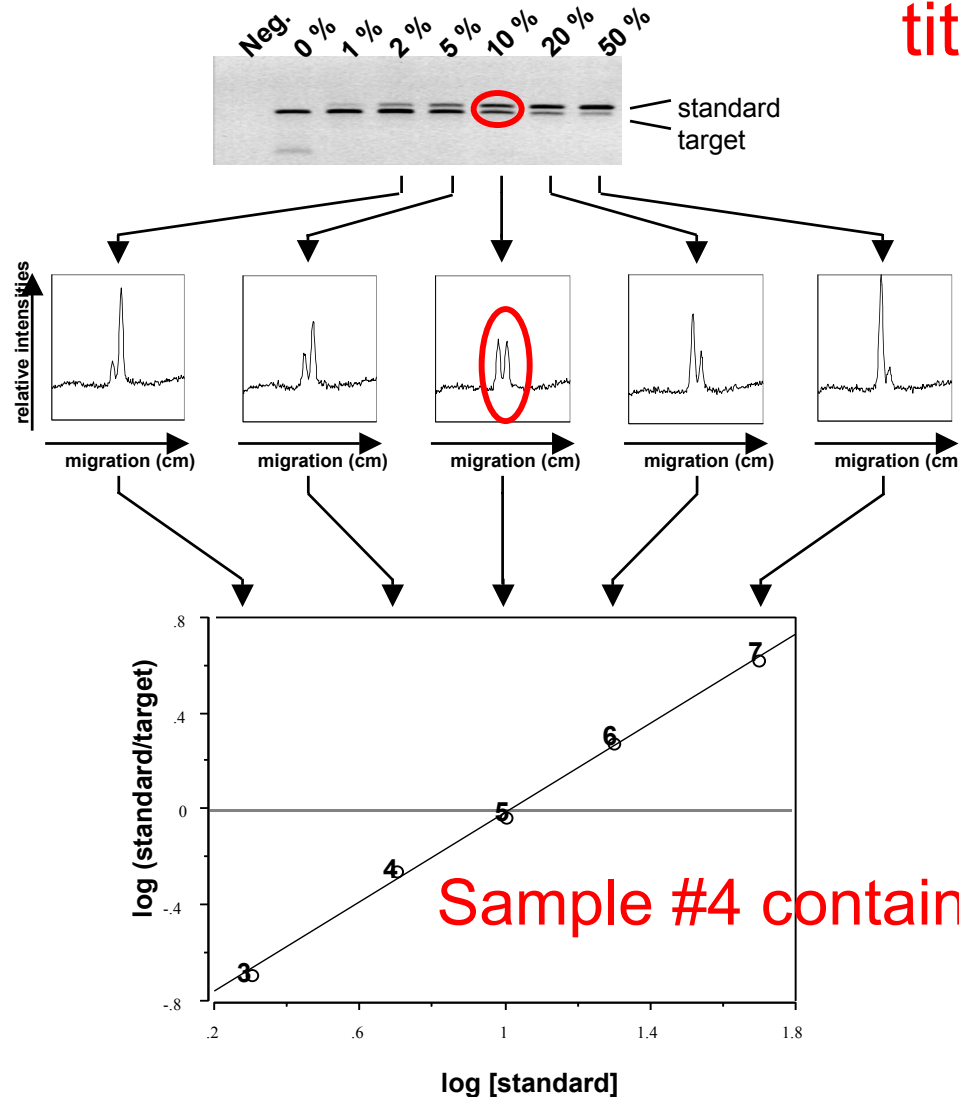 tit
Neg. 0 % 1 % 2 % 5 % 10 % 20 % 50 %
standard
target
relative intensities
migration (cm) migration (cm) migration (cm) migration (cm) migration (cm
log (standard/target)
.8
.4
0
-.4
-.8
3
4
5
6
7
Sample #4 contain
.2 .6 1 1.4 1.8
log [standard]